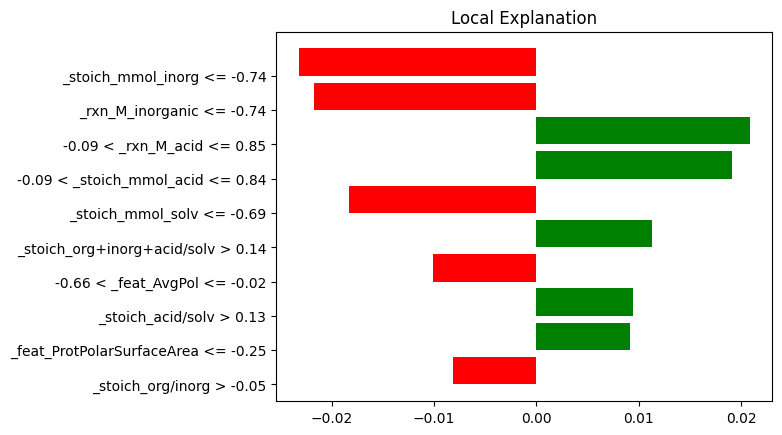 Local Explanation
_stoich_mmol_inorg <= -0.74
_rxn_M_inorganic <= -0.74
-0.09 < _rxn_M_acid <= 0.85
-0.09 < _stoich_mmol_acid <= 0.84
_stoich_mmol_solv <= -0.69
_stoich_org+inorg+acid/solv > 0.14
-0.66 < _feat_AvgPol <= -0.02
_stoich_acid/solv > 0.13
_feat_ProtPolarSurfaceArea <= -0.25
_stoich_org/inorg > -0.05
−0.02 −0.01 0.00 0.01 0.02